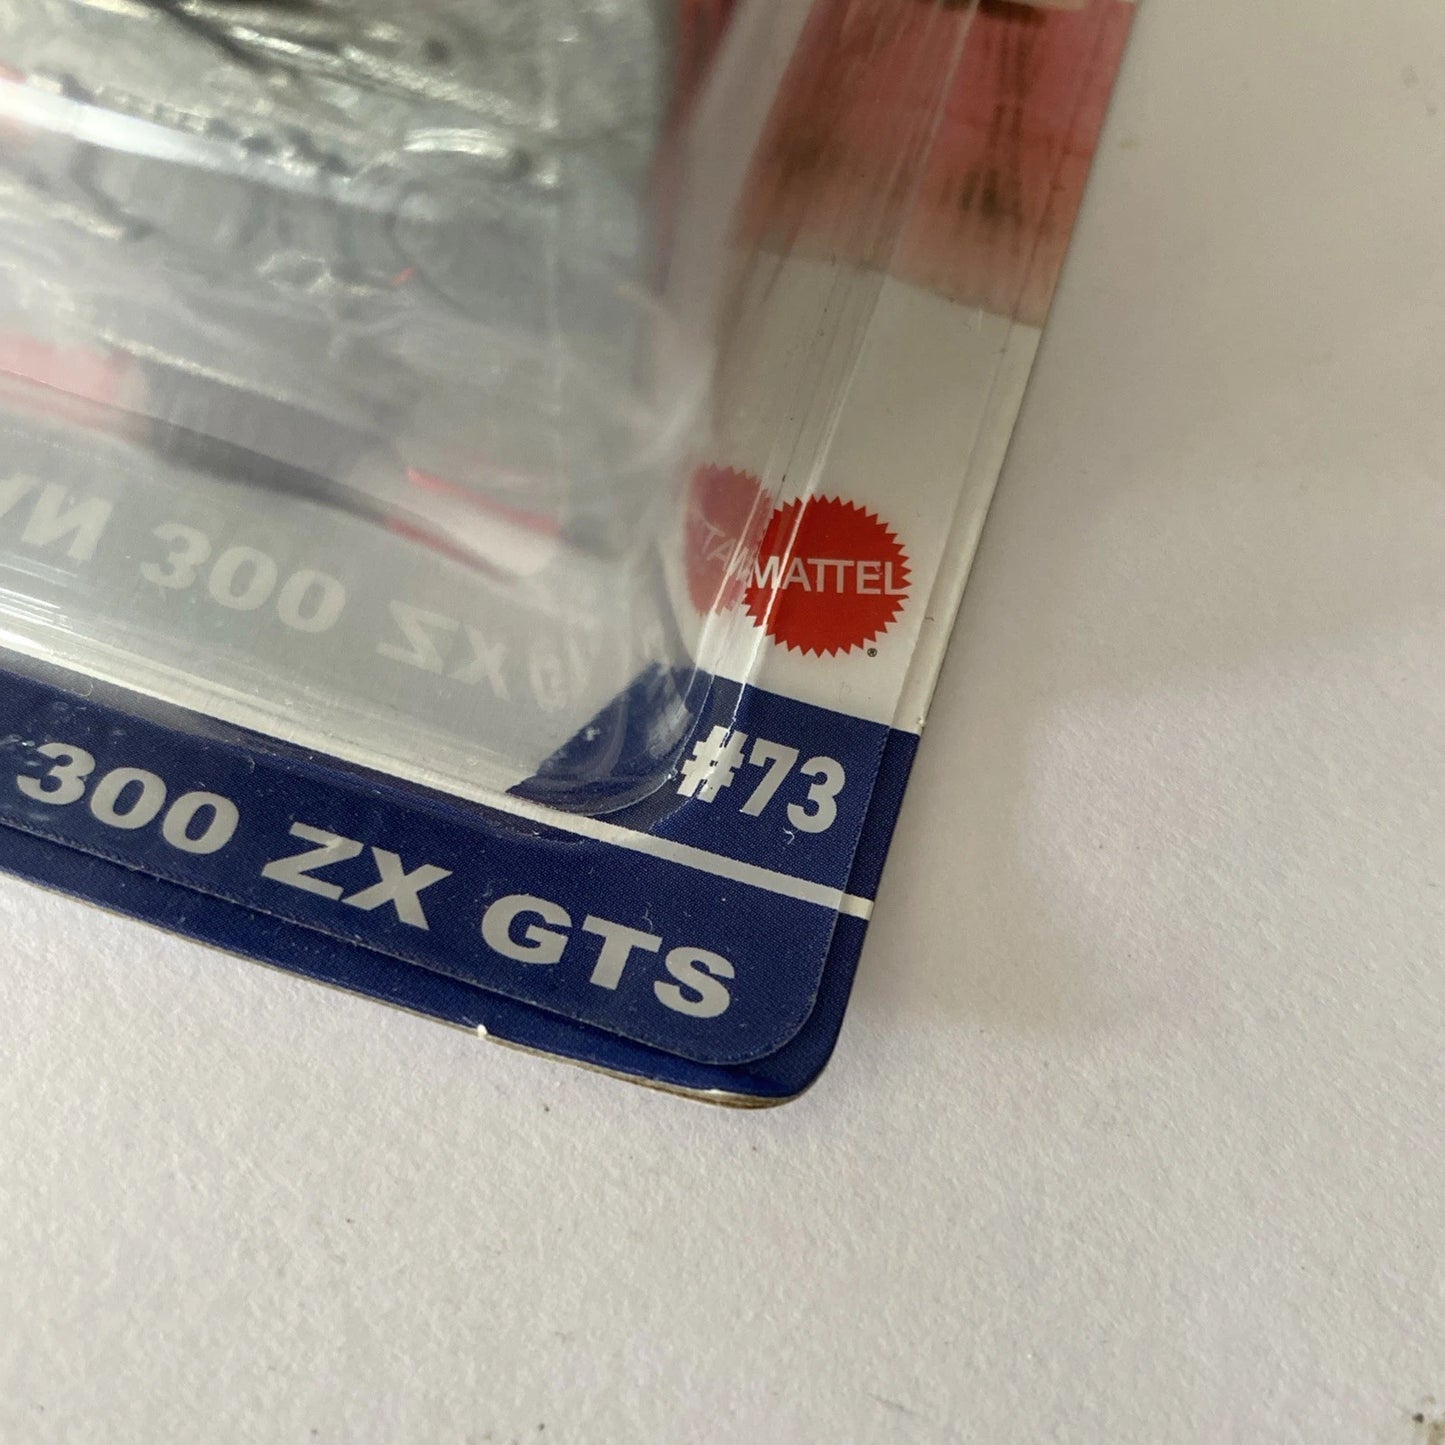 MATTEL
®
#73
300 ZX GTS